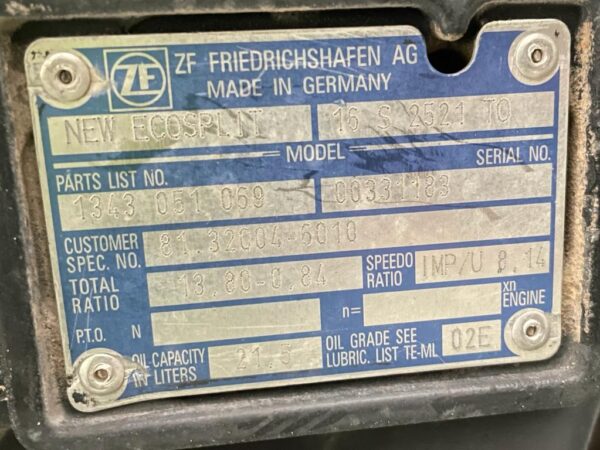 ZF FRIEDRICHSHAFEN AG
MADE IN GERMANY
NEW ECOSPLIT 16 S 2521 TO
MODEL
PARTS LIST NO. SERIAL NO.
1343 051 069 00331183
CUSTOMER SPEC. NO. 81.32004-6010
TOTAL RATIO 13.80-0.84 SPEEDO RATIO IMP/U 8.14
P.T.O. N n= xn ENGINE
OIL CAPACITY IN LITERS 21.5 OIL GRADE SEE LUBRIC. LIST TE-ML 02E